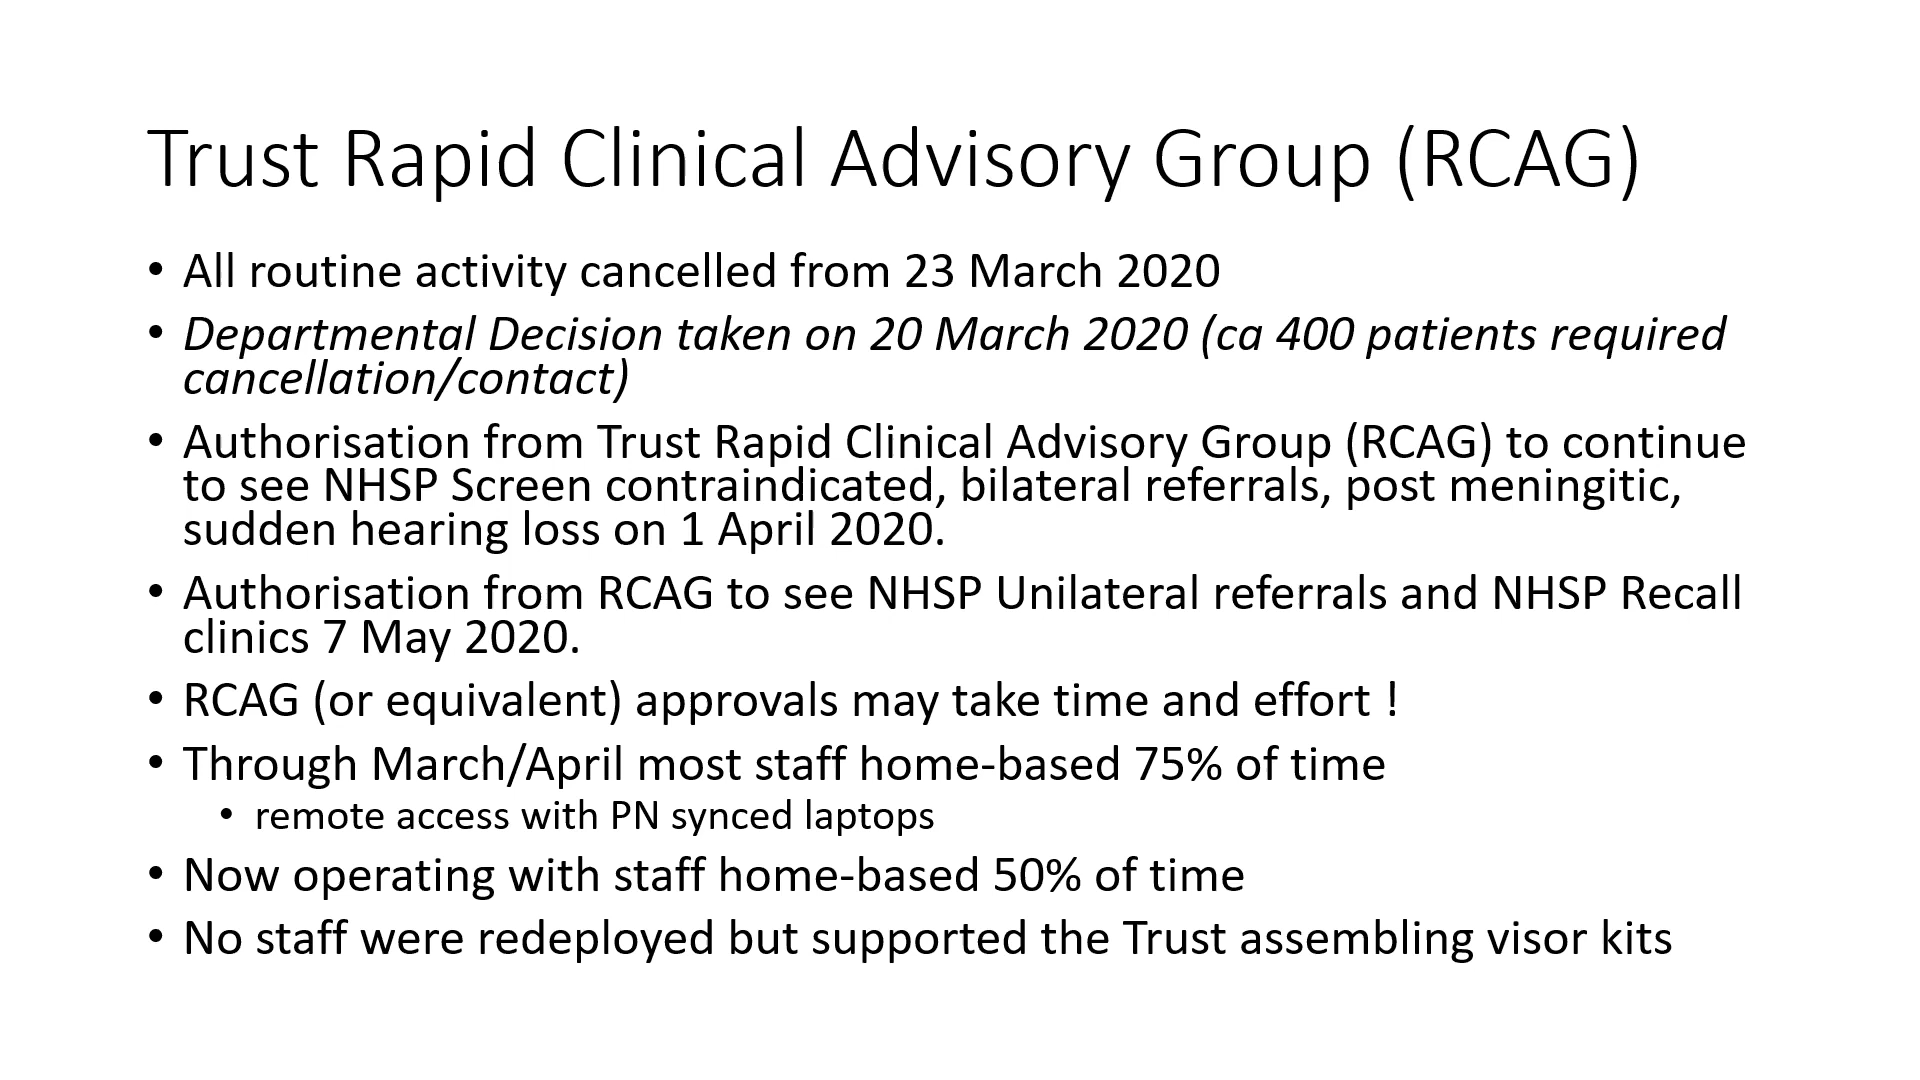 Trust Rapid Clinical Advisory Group (RCAG)
• All routine activity cancelled from 23 March 2020
• Departmental Decision taken on 20 March 2020 (ca 400 patients required
cancellation/contact)
• Authorisation from Trust Rapid Clinical Advisory Group (RCAG) to continue
to see NHSP Screen contraindicated, bilateral referrals, post meningitic,
sudden hearing loss on 1 April 2020.
• Authorisation from RCAG to see NHSP Unilateral referrals and NHSP Recall
clinics 7 May 2020.
• RCAG (or equivalent) approvals may take time and effort !
• Through March/April most staff home-based 75% of time
• remote access with PN synced laptops
• Now operating with staff home-based 50% of time
• No staff were redeployed but supported the Trust assembling visor kits